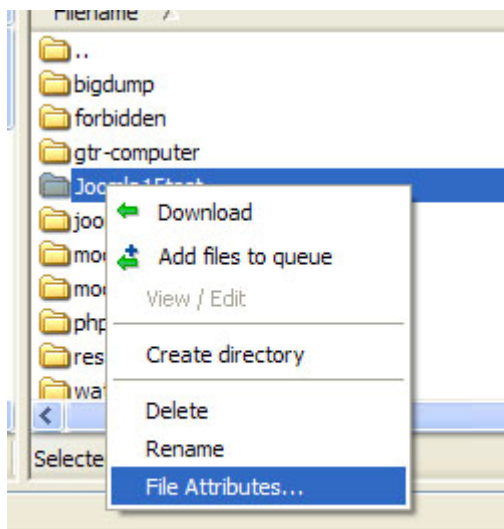 Filename
..
bigdump
forbidden
gtr-computer
Download
Add files to queue
View / Edit
Create directory
Delete
Rename
File Attributes...